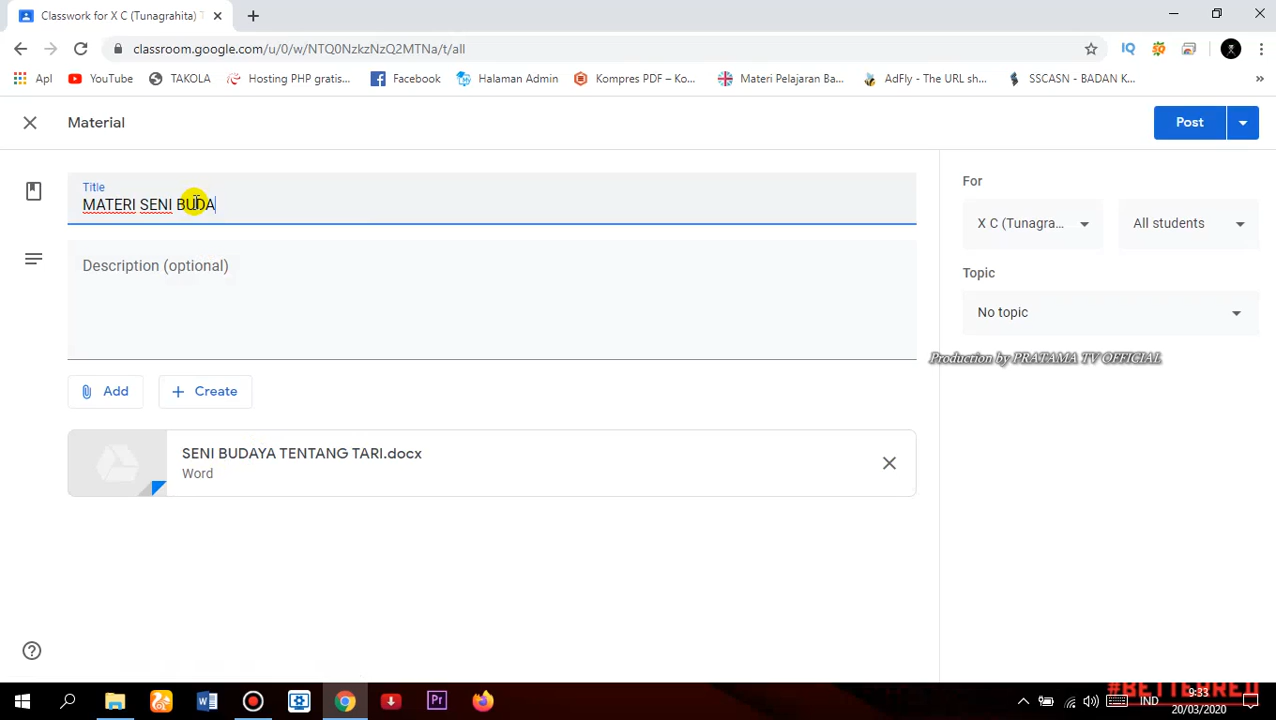 Classwork for X C (Tunagrahita) T
classroom.google.com/u/0/w/NTQ0NzkzNzQ2MTNa/t/all
IQ
Apl
YouTube
TAKOLA
Hosting PHP gratis...
Facebook
Halaman Admin
Kompres PDF – Ko...
Materi Pelajaran Ba...
AdFly - The URL sh...
SSCASN - BADAN K...
»
Material
Post
Title
MATERI SENI BUDA
Description (optional)
Add
Create
SENI BUDAYA TENTANG TARI.docx
Word
For
X C (Tunagra...
All students
Topic
No topic
Production by PRATAMA TV OFFICIAL
#BETTERRED
Pr
IND
9:33
20/03/2020